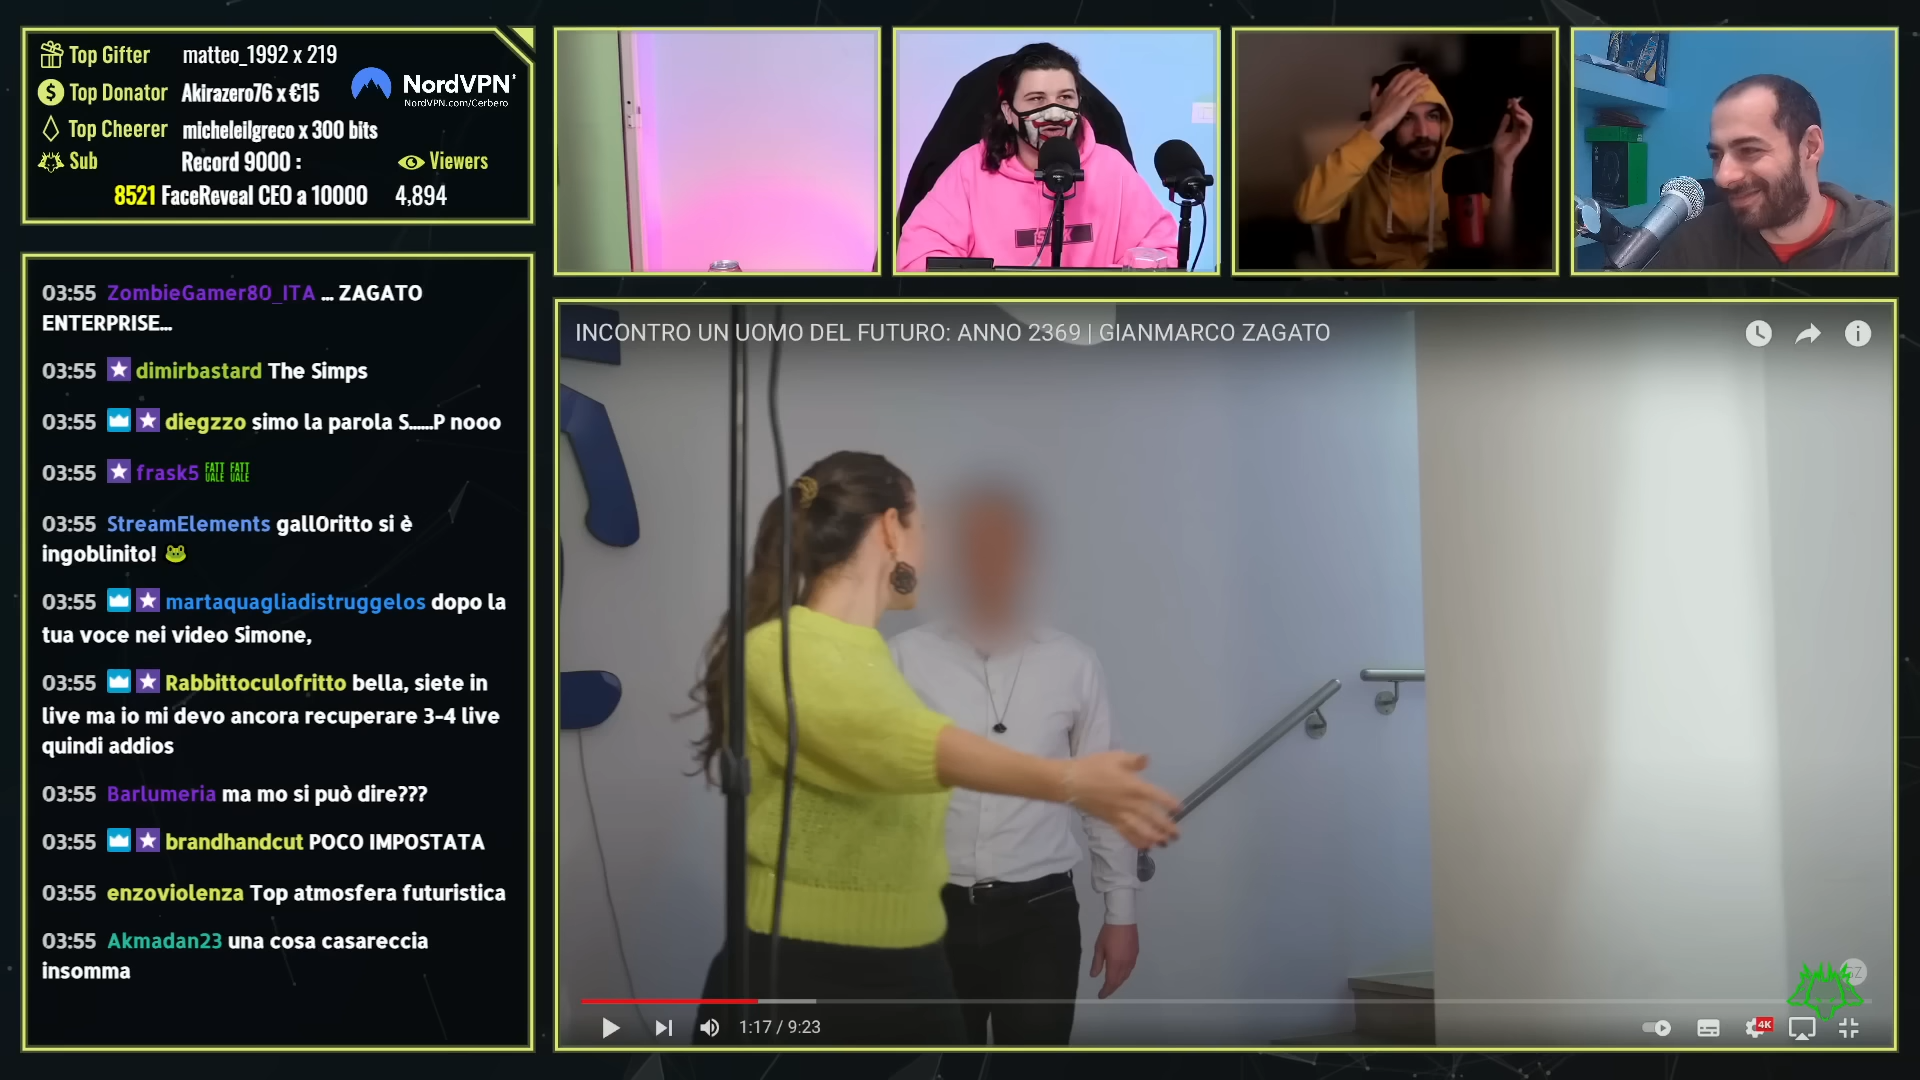 Top Gifter matteo_1992 x 219
Top Donator Akirazero76 x €15
NordVPN
NordVPN.com/Cerbero
Top Cheerer micheleilgreco x 300 bits
Sub Record 9000 : Viewers
8521 FaceReveal CEO a 10000 4,894
03:55 ZombieGamer80_ITA ... ZAGATO
ENTERPRISE...
03:55 dimirbastard The Simps
03:55 diegzzo simo la parola S......P nooo
03:55 frask5 FATT UALE FATT UALE
03:55 StreamElements gall0ritto si è
ingoblinito!
03:55 martaquagliadistruggelos dopo la
tua voce nei video Simone,
03:55 Rabbittoculofritto bella, siete in
live ma io mi devo ancora recuperare 3-4 live
quindi addios
03:55 Barlumeria ma mo si può dire???
03:55 brandhandcut POCO IMPOSTATA
03:55 enzoviolenza Top atmosfera futuristica
03:55 Akmadan23 una cosa casareccia
insomma
INCONTRO UN UOMO DEL FUTURO: ANNO 2369 | GIANMARCO ZAGATO
GZ
1:17 / 9:23
4K